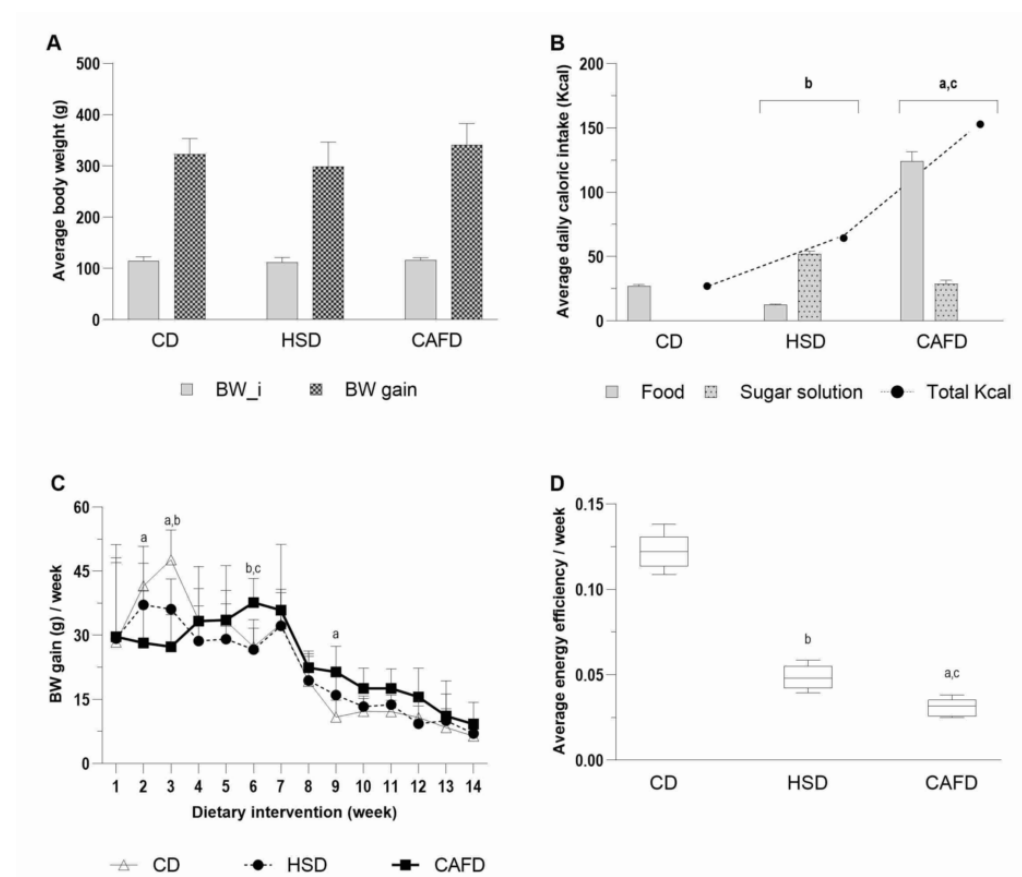 A
Average body weight (g)
500
400
300
200
100
0
CD HSD CAFD
BW_i BW gain
B
Average daily caloric intake (Kcal)
200
150
100
50
0
b
a,c
CD HSD CAFD
Food Sugar solution Total Kcal
C
BW gain (g) / week
60
45
30
15
0
a
a,b
b,c
a
1 2 3 4 5 6 7 8 9 10 11 12 13 14
Dietary intervention (week)
CD HSD CAFD
D
Average energy efficiency / week
0.15
0.10
0.05
0.00
b
a,c
CD HSD CAFD